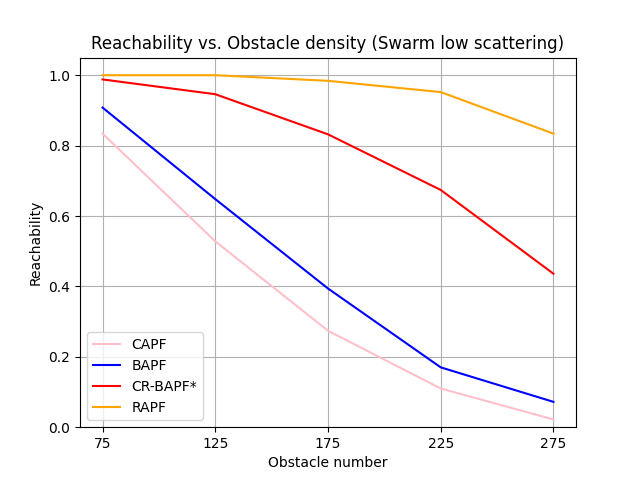 Reachability vs. Obstacle density (Swarm low scattering)
1.0
0.8
0.6
0.4
0.2
0.0
Reachability
CAPF
BAPF
CR-BAPF*
RAPF
75 125 175 225 275
Obstacle number